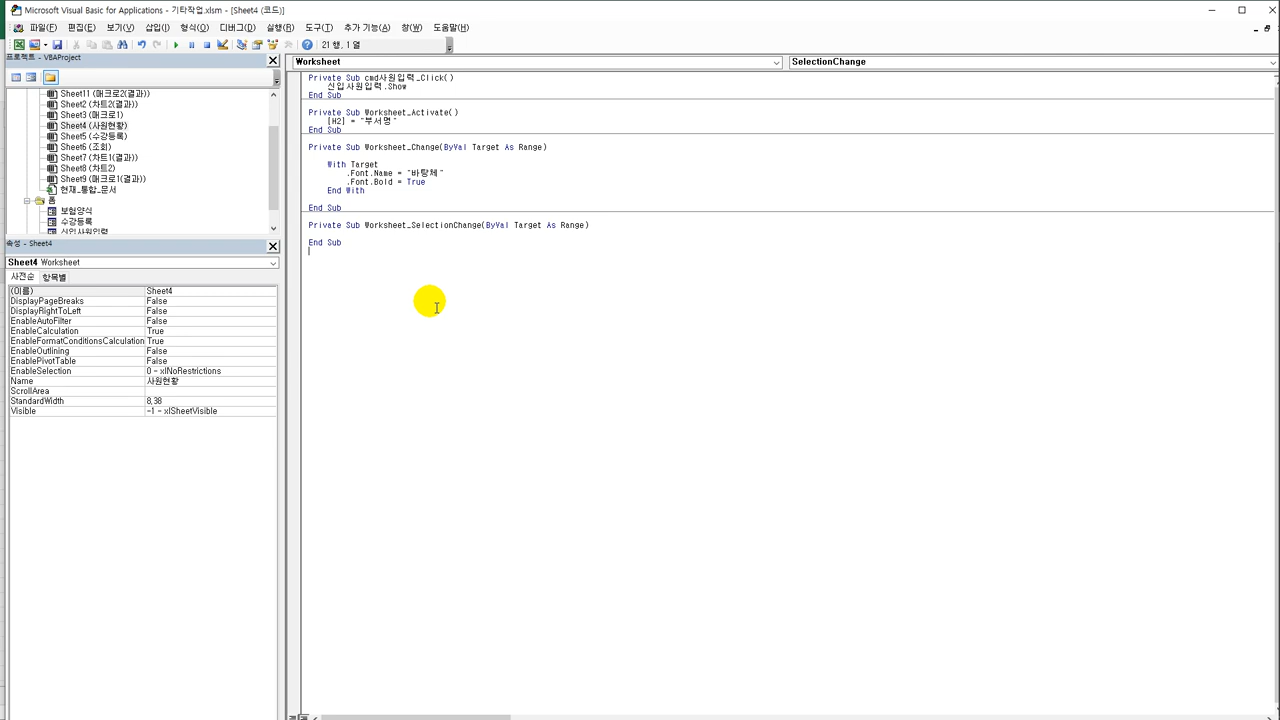 Microsoft Visual Basic for Applications - 기타작업.xlsm - [Sheet4 (코드)]
파일(F) 편집(E) 보기(V) 삽입(I) 형식(O) 디버그(D) 실행(R) 도구(T) 추가 기능(A) 창(W) 도움말(H)
21 행, 1 열
프로젝트 - VBAProject
Sheet11 (매크로2(결과))
Sheet2 (차트2(결과))
Sheet3 (매크로1)
Sheet4 (사원현황)
Sheet5 (수강등록)
Sheet6 (조회)
Sheet7 (차트1(결과))
Sheet8 (차트2)
Sheet9 (매크로1(결과))
현재_통합_문서
폼
보험양식
수강등록
신입사원입력
속성 - Sheet4
Sheet4 Worksheet
사전순 항목별
(이름) Sheet4
DisplayPageBreaks False
DisplayRightToLeft False
EnableAutoFilter False
EnableCalculation True
EnableFormatConditionsCalculation True
EnableOutlining False
EnablePivotTable False
EnableSelection 0 - xlNoRestrictions
Name 사원현황
ScrollArea
StandardWidth 8,38
Visible -1 - xlSheetVisible
Worksheet SelectionChange
Private Sub cmd사원입력_Click()
신입사원입력.Show
End Sub
Private Sub Worksheet_Activate()
[H2] = "부서명"
End Sub
Private Sub Worksheet_Change(ByVal Target As Range)
With Target
.Font.Name = "바탕체"
.Font.Bold = True
End With
End Sub
Private Sub Worksheet_SelectionChange(ByVal Target As Range)
End Sub